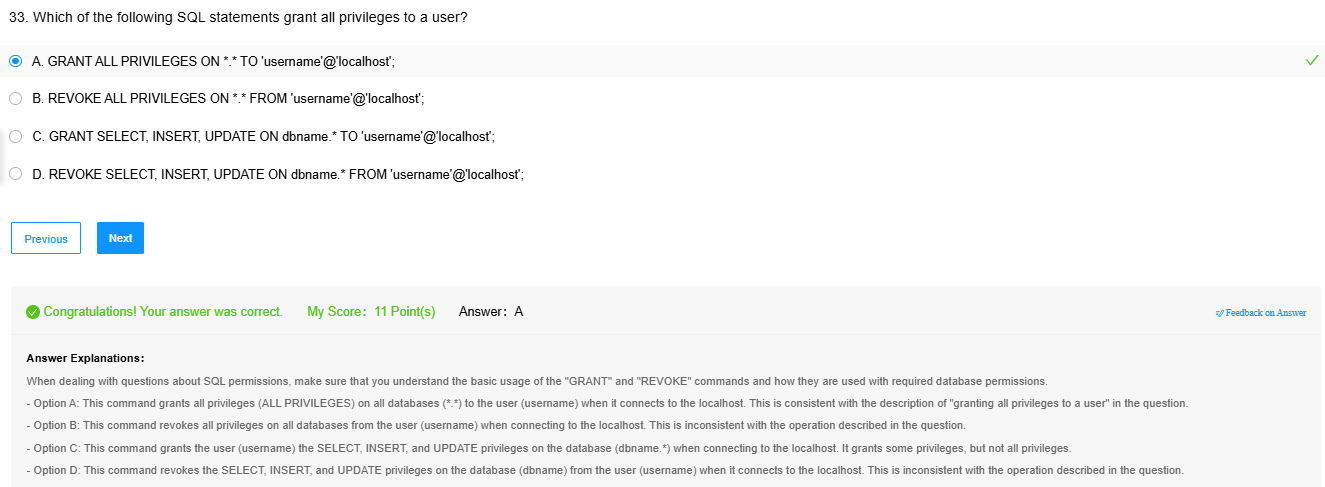 33. Which of the following SQL statements grant all privileges to a user?
A. GRANT ALL PRIVILEGES ON *.* TO 'username'@'localhost';
B. REVOKE ALL PRIVILEGES ON *.* FROM 'username'@'localhost';
C. GRANT SELECT, INSERT, UPDATE ON dbname.* TO 'username'@'localhost';
D. REVOKE SELECT, INSERT, UPDATE ON dbname.* FROM 'username'@'localhost';
Previous Next
Congratulations! Your answer was correct. My Score: 11 Point(s) Answer: A Feedback on Answer
Answer Explanations:
When dealing with questions about SQL permissions, make sure that you understand the basic usage of the "GRANT" and "REVOKE" commands and how they are used with required database permissions.
- Option A: This command grants all privileges (ALL PRIVILEGES) on all databases (*.*) to the user (username) when it connects to the localhost. This is consistent with the description of "granting all privileges to a user" in the question.
- Option B: This command revokes all privileges on all databases from the user (username) when connecting to the localhost. This is inconsistent with the operation described in the question.
- Option C: This command grants the user (username) the SELECT, INSERT, and UPDATE privileges on the database (dbname.*) when connecting to the localhost. It grants some privileges, but not all privileges.
- Option D: This command revokes the SELECT, INSERT, and UPDATE privileges on the database (dbname) from the user (username) when it connects to the localhost. This is inconsistent with the operation described in the question.